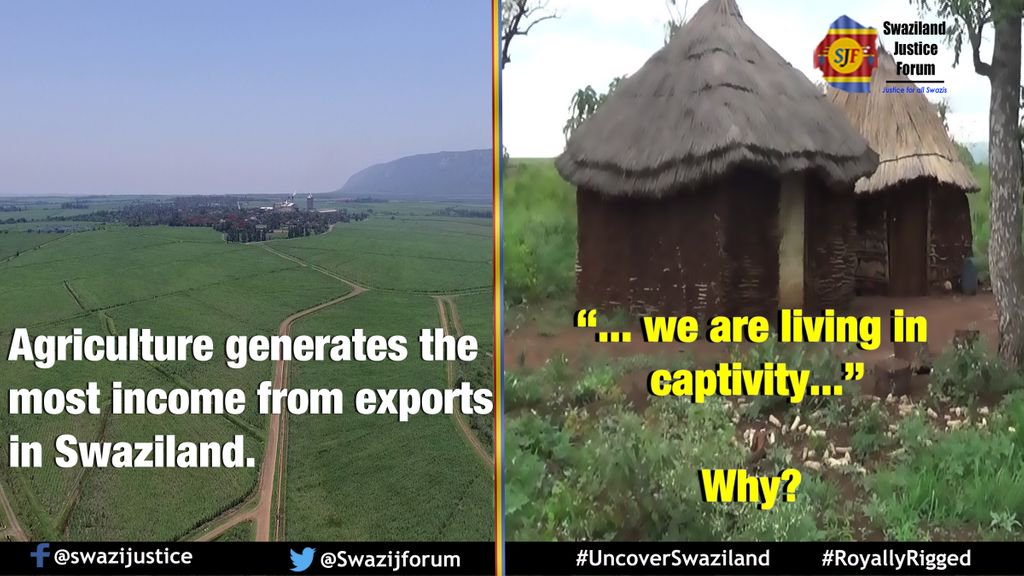 Agriculture generates the
most income from exports
in Swaziland.
@swazijustice
@Swazijforum
SJF
Swaziland
Justice
Forum
Justice for all Swazis
“... we are living in
captivity...”
Why?
#UncoverSwaziland
#RoyallyRigged